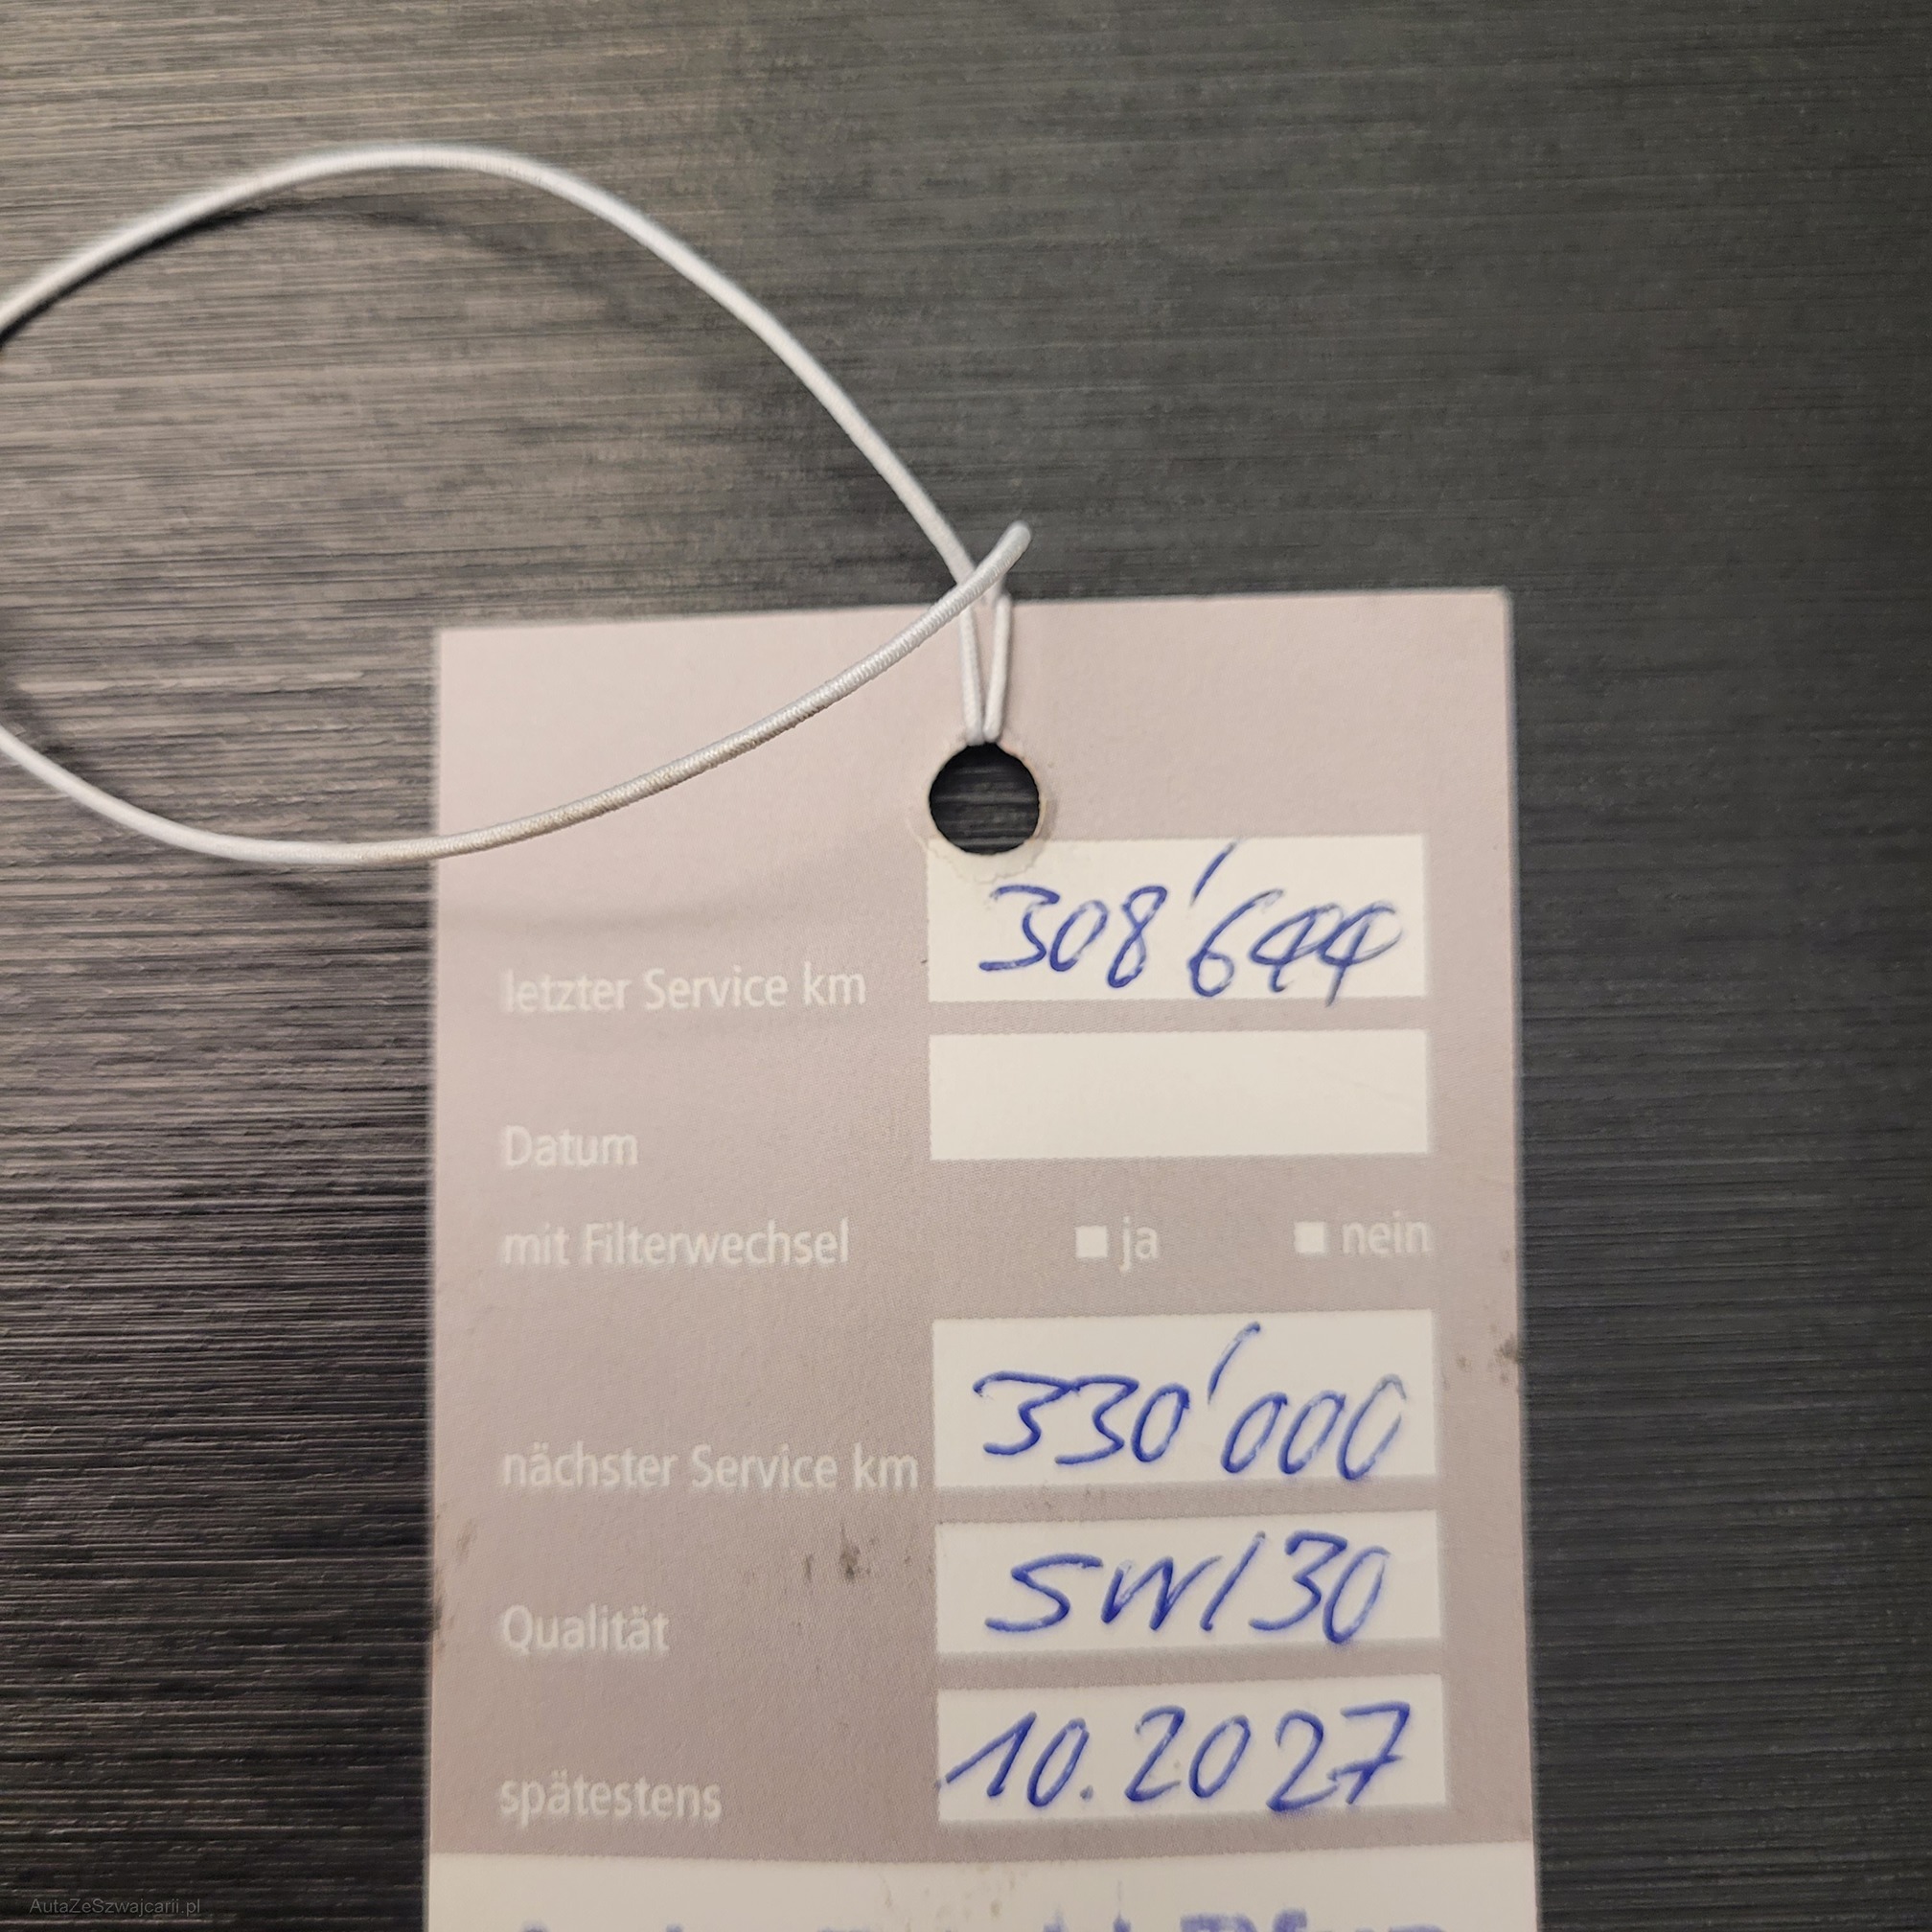 letzter Service km 308'644
Datum
mit Filterwechsel ja nein
nächster Service km 330'000
Qualität 5W/30
spätestens 10.2027
AutaZeSzwajcarii.pl